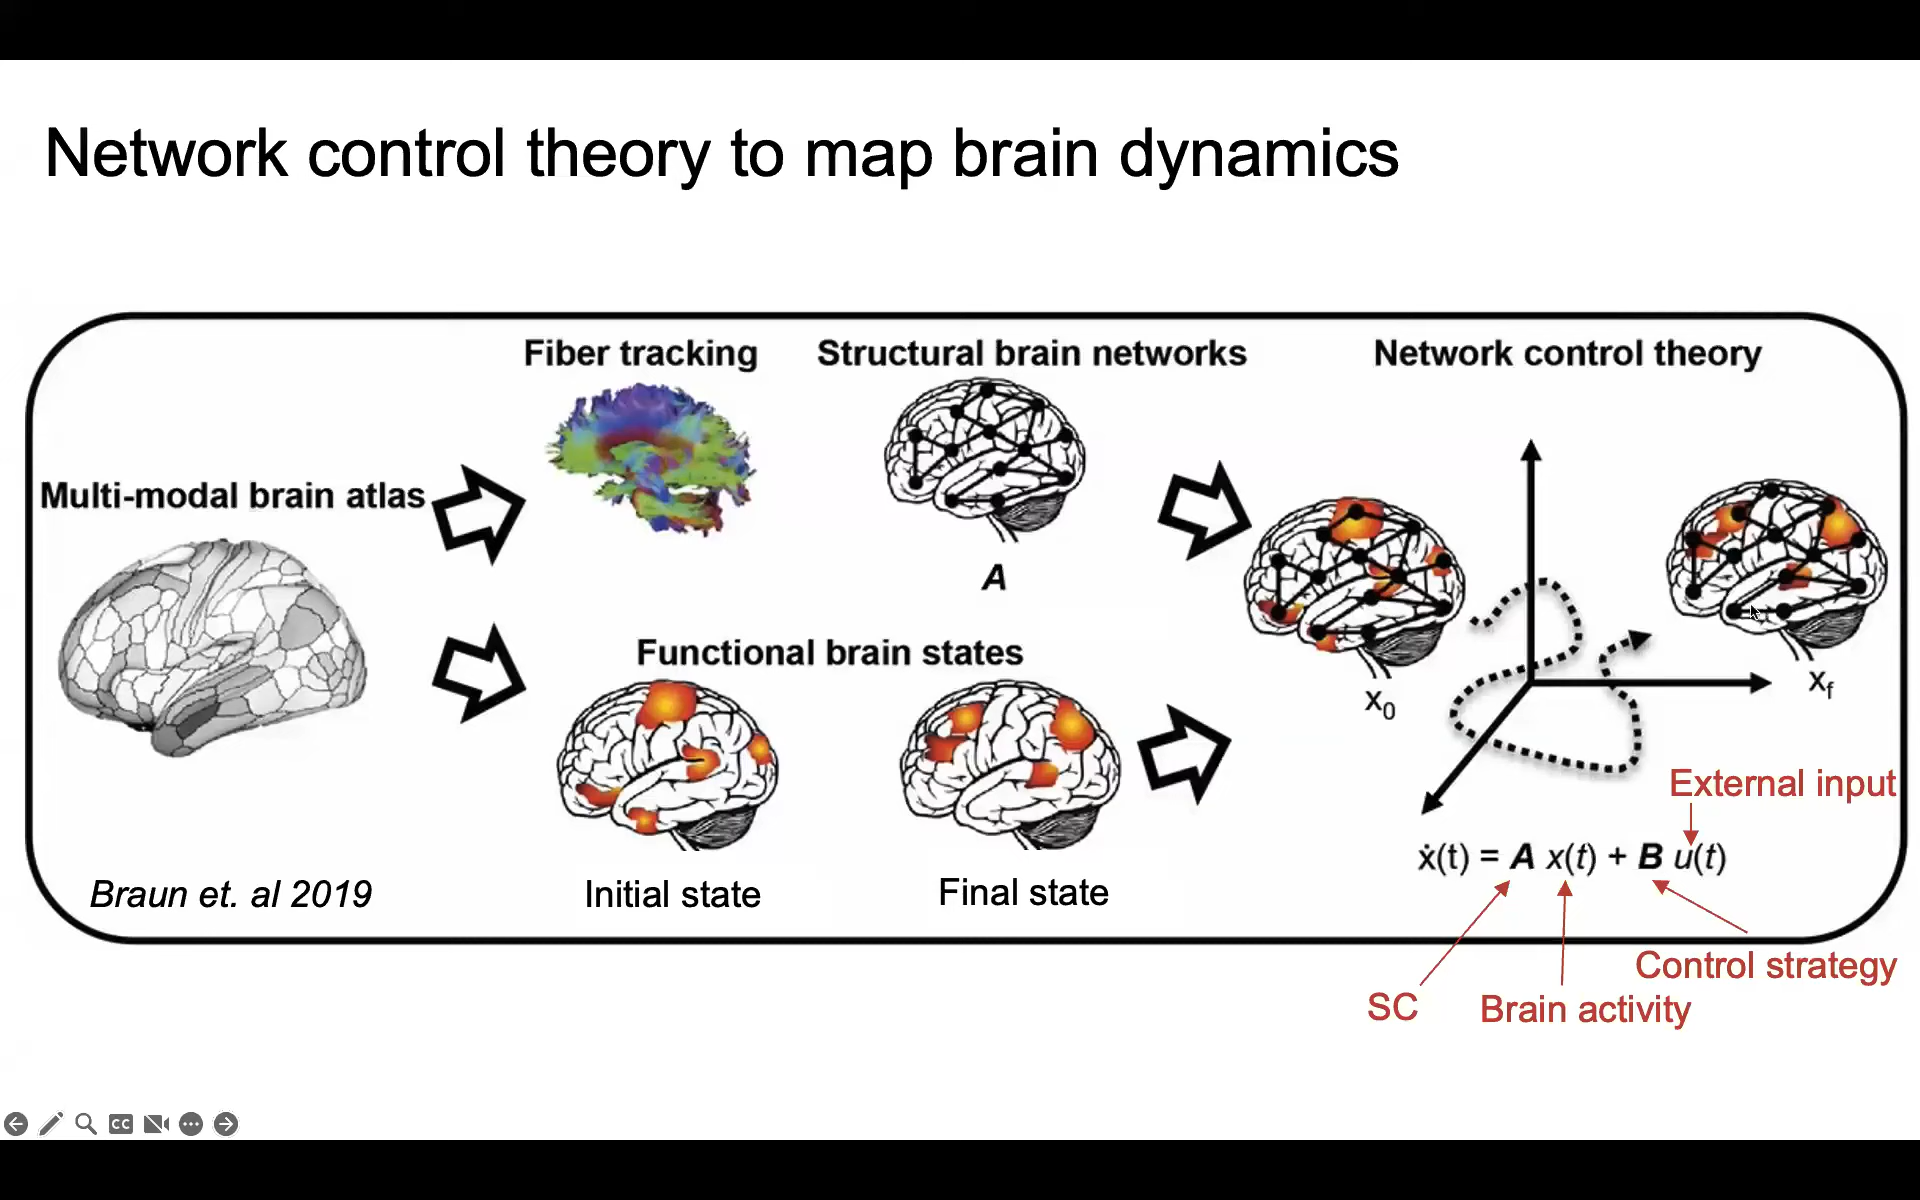 Network control theory to map brain dynamics
Multi-modal brain atlas
Fiber tracking
Structural brain networks
A
Functional brain states
Initial state
Final state
Braun et. al 2019
Network control theory
x0
xf
External input
ẋ(t) = A x(t) + B u(t)
Control strategy
SC
Brain activity
CC